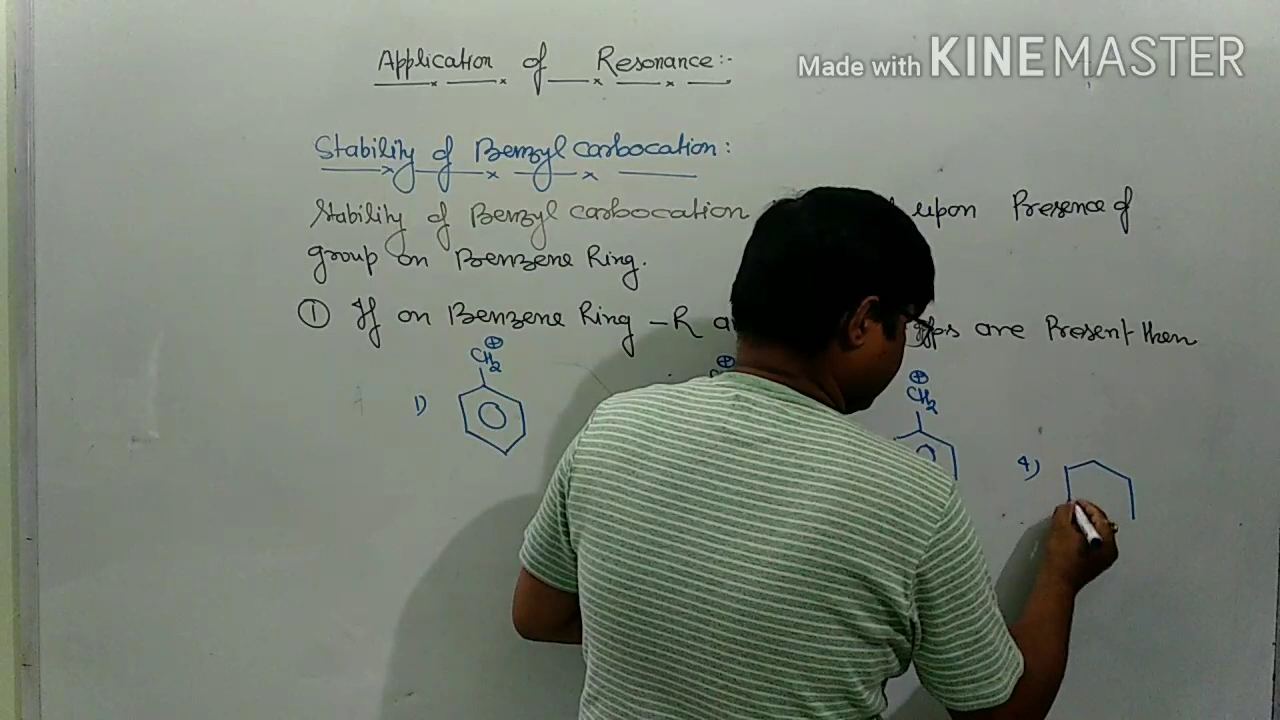 Application of Resonance:-
Made with KINEMASTER
Stability of Benzyl carbocation:
Stability of Benzyl carbocation upon Presence of
group on Benzene Ring.
① If on Benzene Ring -R are Present then
1) CH2 ⊕
⊕
CH2 ⊕
4)